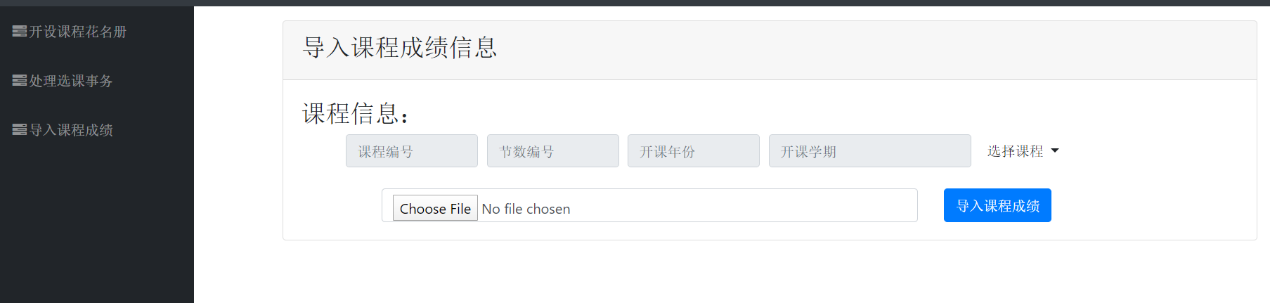 开设课程花名册
处理选课事务
导入课程成绩
导入课程成绩信息
课程信息：
课程编号 节数编号 开课年份 开课学期 选择课程
Choose File No file chosen 导入课程成绩